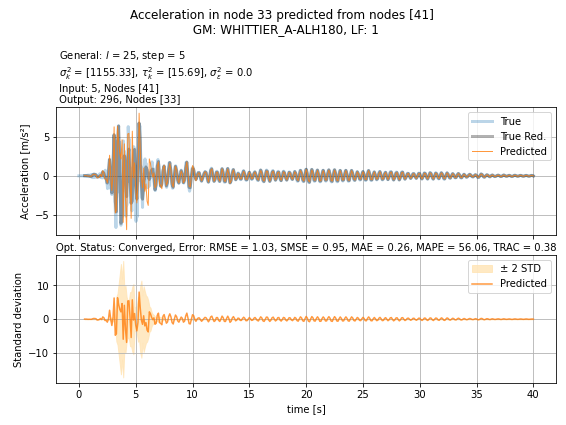 Acceleration in node 33 predicted from nodes [41]
GM: WHITTIER_A-ALH180, LF: 1
General: l = 25, step = 5
σ²ₖ = [1155.33], τ²ₖ = [15.69], σ²ε = 0.0
Input: 5, Nodes [41]
Output: 296, Nodes [33]
Acceleration [m/s²]
5
0
−5
True
True Red.
Predicted
Opt. Status: Converged, Error: RMSE = 1.03, SMSE = 0.95, MAE = 0.26, MAPE = 56.06, TRAC = 0.38
Standard deviation
10
0
−10
± 2 STD
Predicted
0 5 10 15 20 25 30 35 40
time [s]